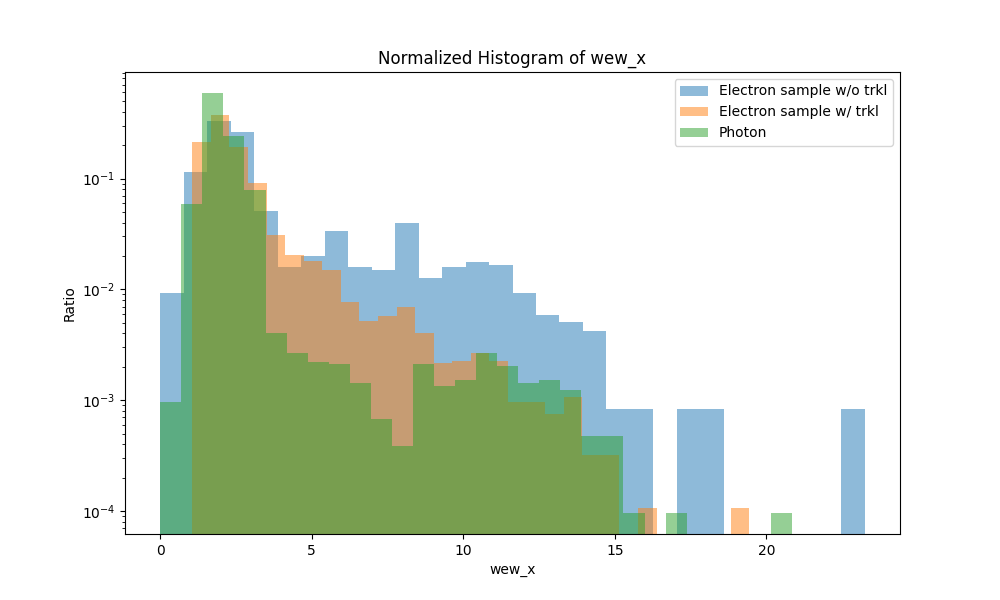 Normalized Histogram of wew_x
Electron sample w/o trkl
Electron sample w/ trkl
Photon
Ratio
10⁻¹
10⁻²
10⁻³
10⁻⁴
0 5 10 15 20
wew_x